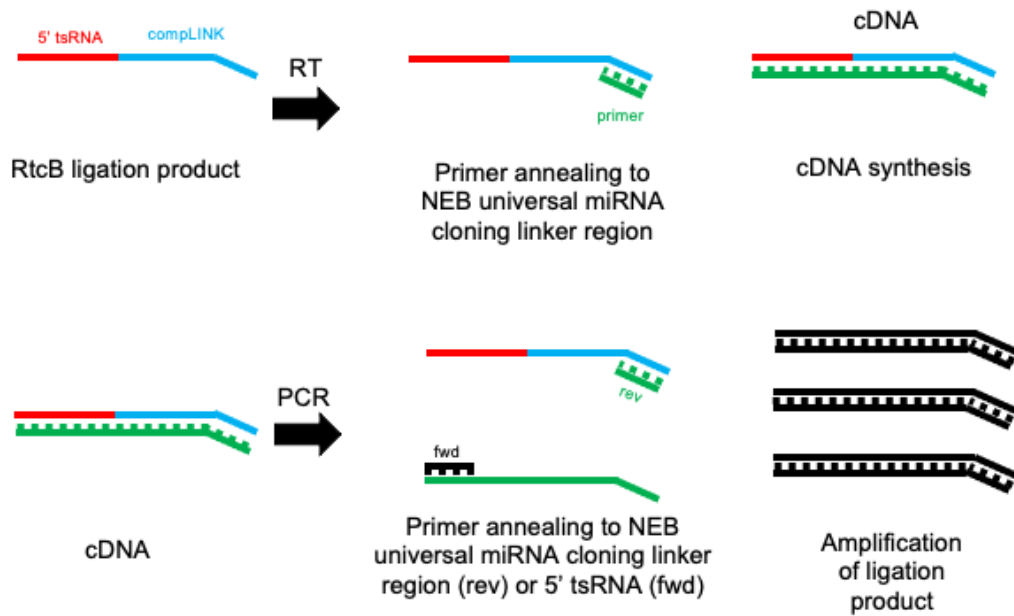 5' tsRNA
compLINK
RT
cDNA
primer
RtcB ligation product
Primer annealing to
NEB universal miRNA
cloning linker region
cDNA synthesis
PCR
rev
fwd
cDNA
Primer annealing to NEB
universal miRNA cloning linker
region (rev) or 5' tsRNA (fwd)
Amplification
of ligation
product